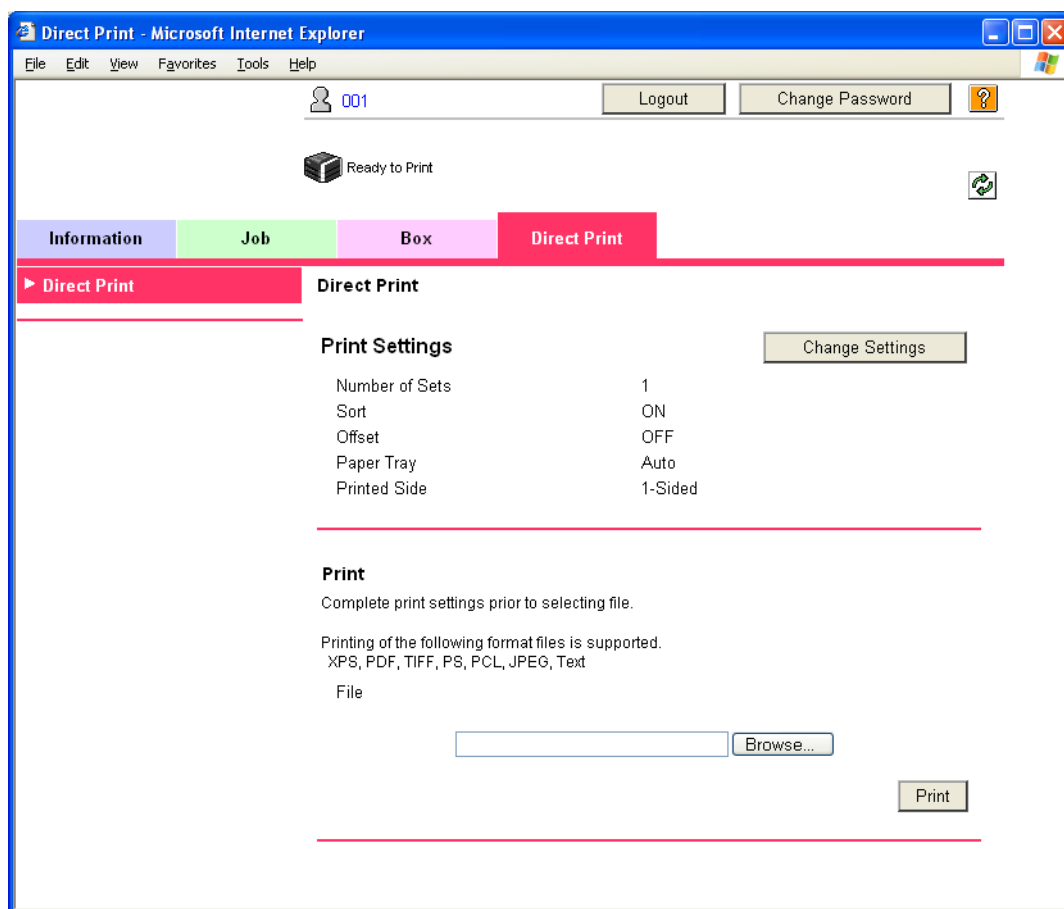 Direct Print - Microsoft Internet Explorer
File Edit View Favorites Tools Help
001 Logout Change Password ?
Ready to Print
Information Job Box Direct Print
Direct Print
Direct Print
Print Settings Change Settings
Number of Sets 1
Sort ON
Offset OFF
Paper Tray Auto
Printed Side 1-Sided
Print
Complete print settings prior to selecting file.
Printing of the following format files is supported.
XPS, PDF, TIFF, PS, PCL, JPEG, Text
File
Browse...
Print